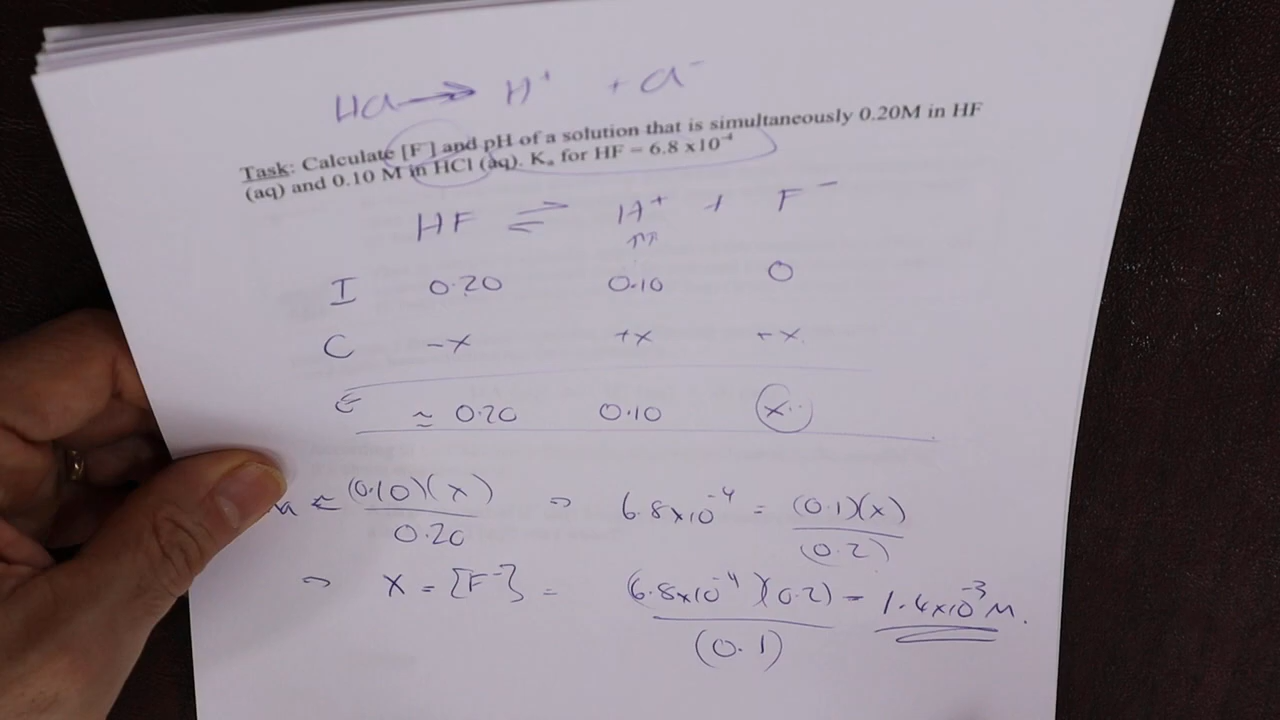 HCl → H⁺ + Cl⁻
Task: Calculate [F⁻] and pH of a solution that is simultaneously 0.20M in HF
(aq) and 0.10 M in HCl (aq). Kₐ for HF = 6.8 x10⁻⁴
HF ⇌ H⁺ + F⁻
↑↑
I 0.20 0.10 0
C -x +x +x
E ≈ 0.20 0.10 x
(0.10)(x) / 0.20 ⇒ 6.8x10⁻⁴ = (0.1)(x) / (0.2)
⇒ x = [F⁻] = (6.8x10⁻⁴)(0.2) / (0.1) = 1.4x10⁻³ M.